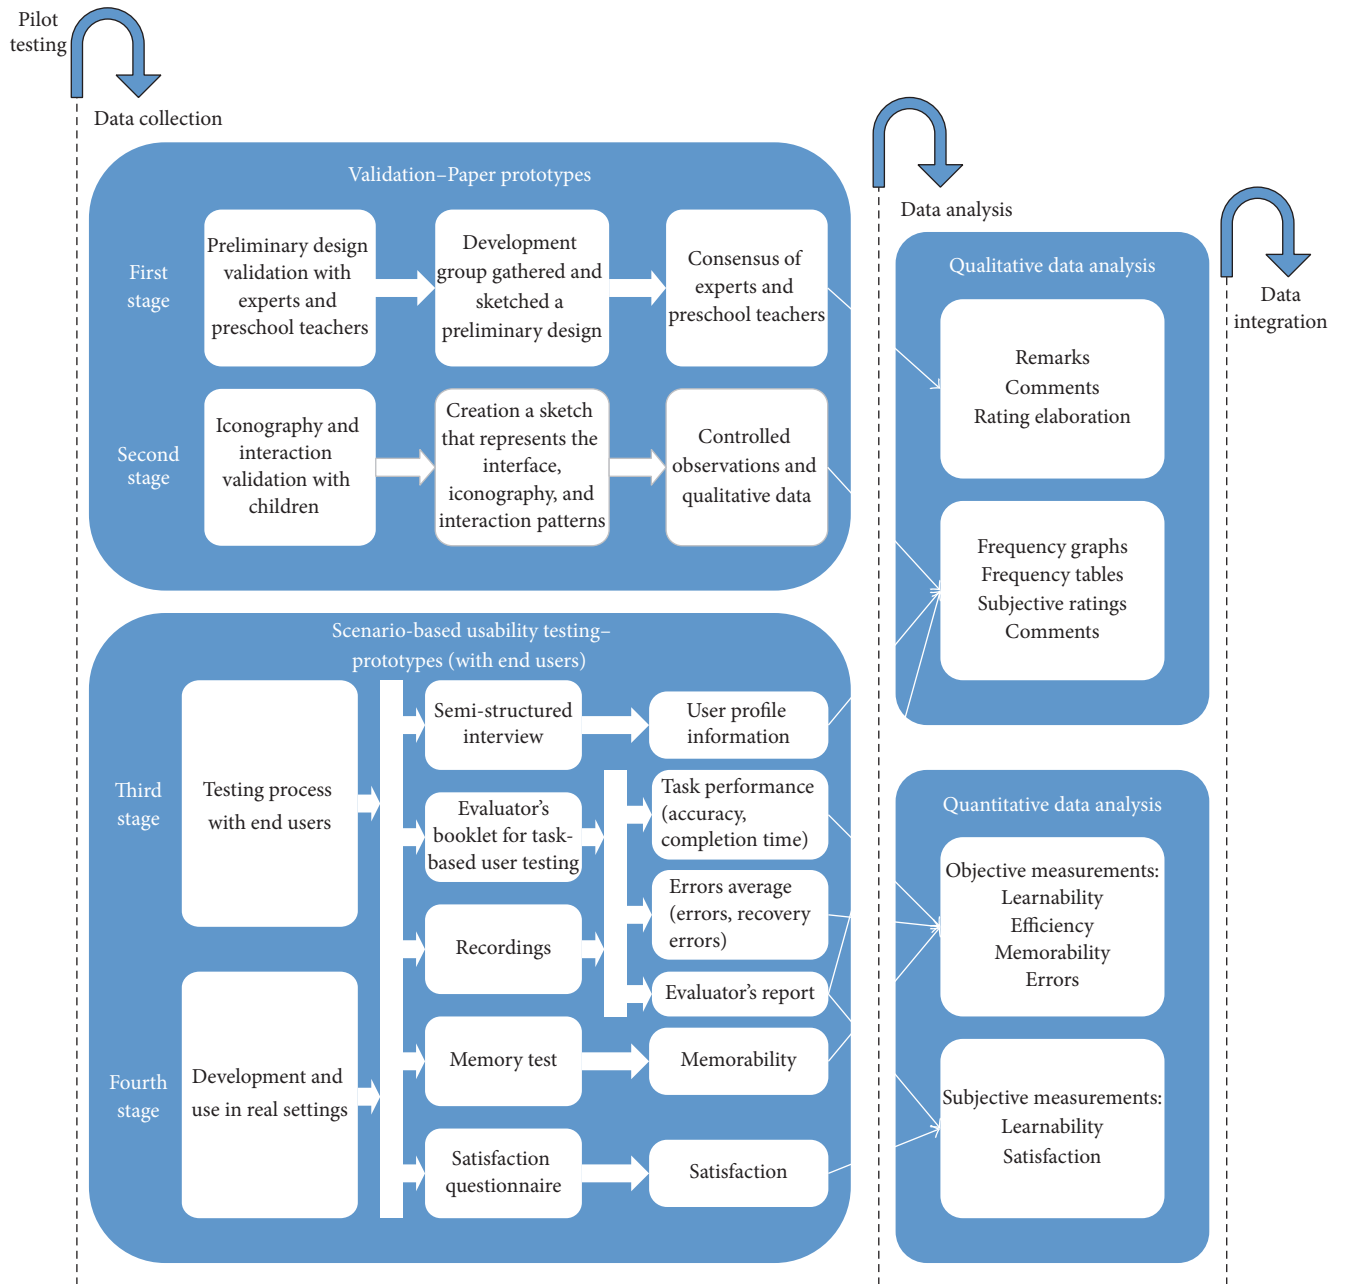 Pilot
testing
Data collection
Validation–Paper prototypes
First
stage
Preliminary design
validation with
experts and
preschool teachers
Development
group gathered and
sketched a
preliminary design
Consensus of
experts and
preschool teachers
Second
stage
Iconography and
interaction
validation with
children
Creation a sketch
that represents the
interface,
iconography, and
interaction patterns
Controlled
observations and
qualitative data
Scenario-based usability testing–
prototypes (with end users)
Third
stage
Testing process
with end users
Fourth
stage
Development and
use in real settings
Semi-structured
interview
Evaluator's
booklet for task-
based user testing
Recordings
Memory test
Satisfaction
questionnaire
User profile
information
Task performance
(accuracy,
completion time)
Errors average
(errors, recovery
errors)
Evaluator's report
Memorability
Satisfaction
Data analysis
Qualitative data analysis
Remarks
Comments
Rating elaboration
Frequency graphs
Frequency tables
Subjective ratings
Comments
Quantitative data analysis
Objective measurements:
Learnability
Efficiency
Memorability
Errors
Subjective measurements:
Learnability
Satisfaction
Data
integration